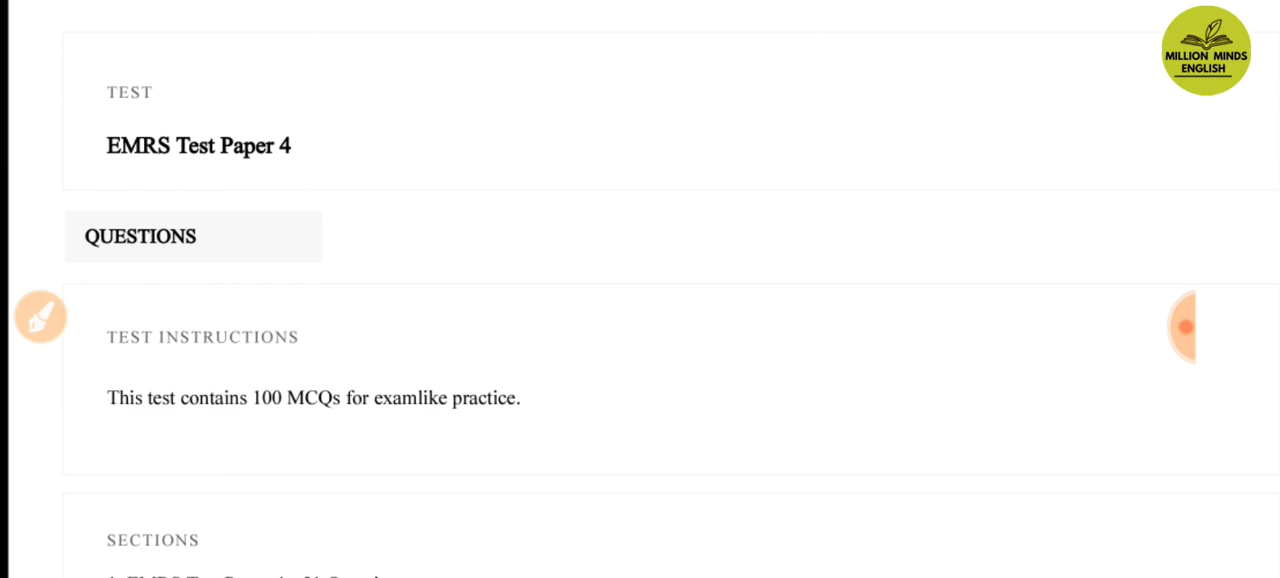 MILLION MINDS
ENGLISH
TEST
EMRS Test Paper 4
QUESTIONS
TEST INSTRUCTIONS
This test contains 100 MCQs for examlike practice.
SECTIONS